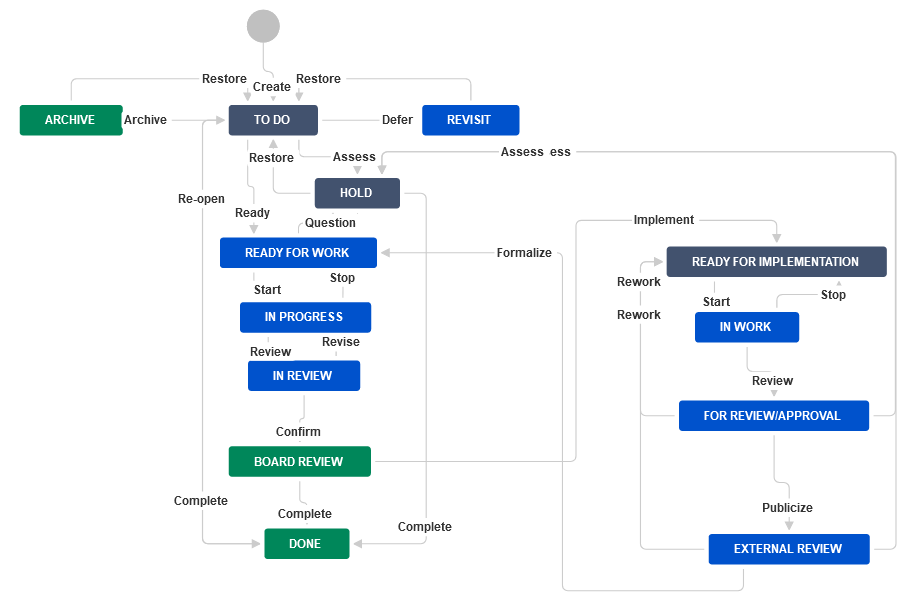 Restore
Restore
Create
ARCHIVE
Archive
TO DO
Defer
REVISIT
Restore
Assess
Assess
ess
HOLD
Re-open
Ready
Question
Implement
READY FOR WORK
Formalize
READY FOR IMPLEMENTATION
Stop
Rework
Start
Start
Stop
IN PROGRESS
Rework
IN WORK
Revise
Review
IN REVIEW
Review
FOR REVIEW/APPROVAL
Confirm
BOARD REVIEW
Complete
Publicize
Complete
Complete
DONE
EXTERNAL REVIEW